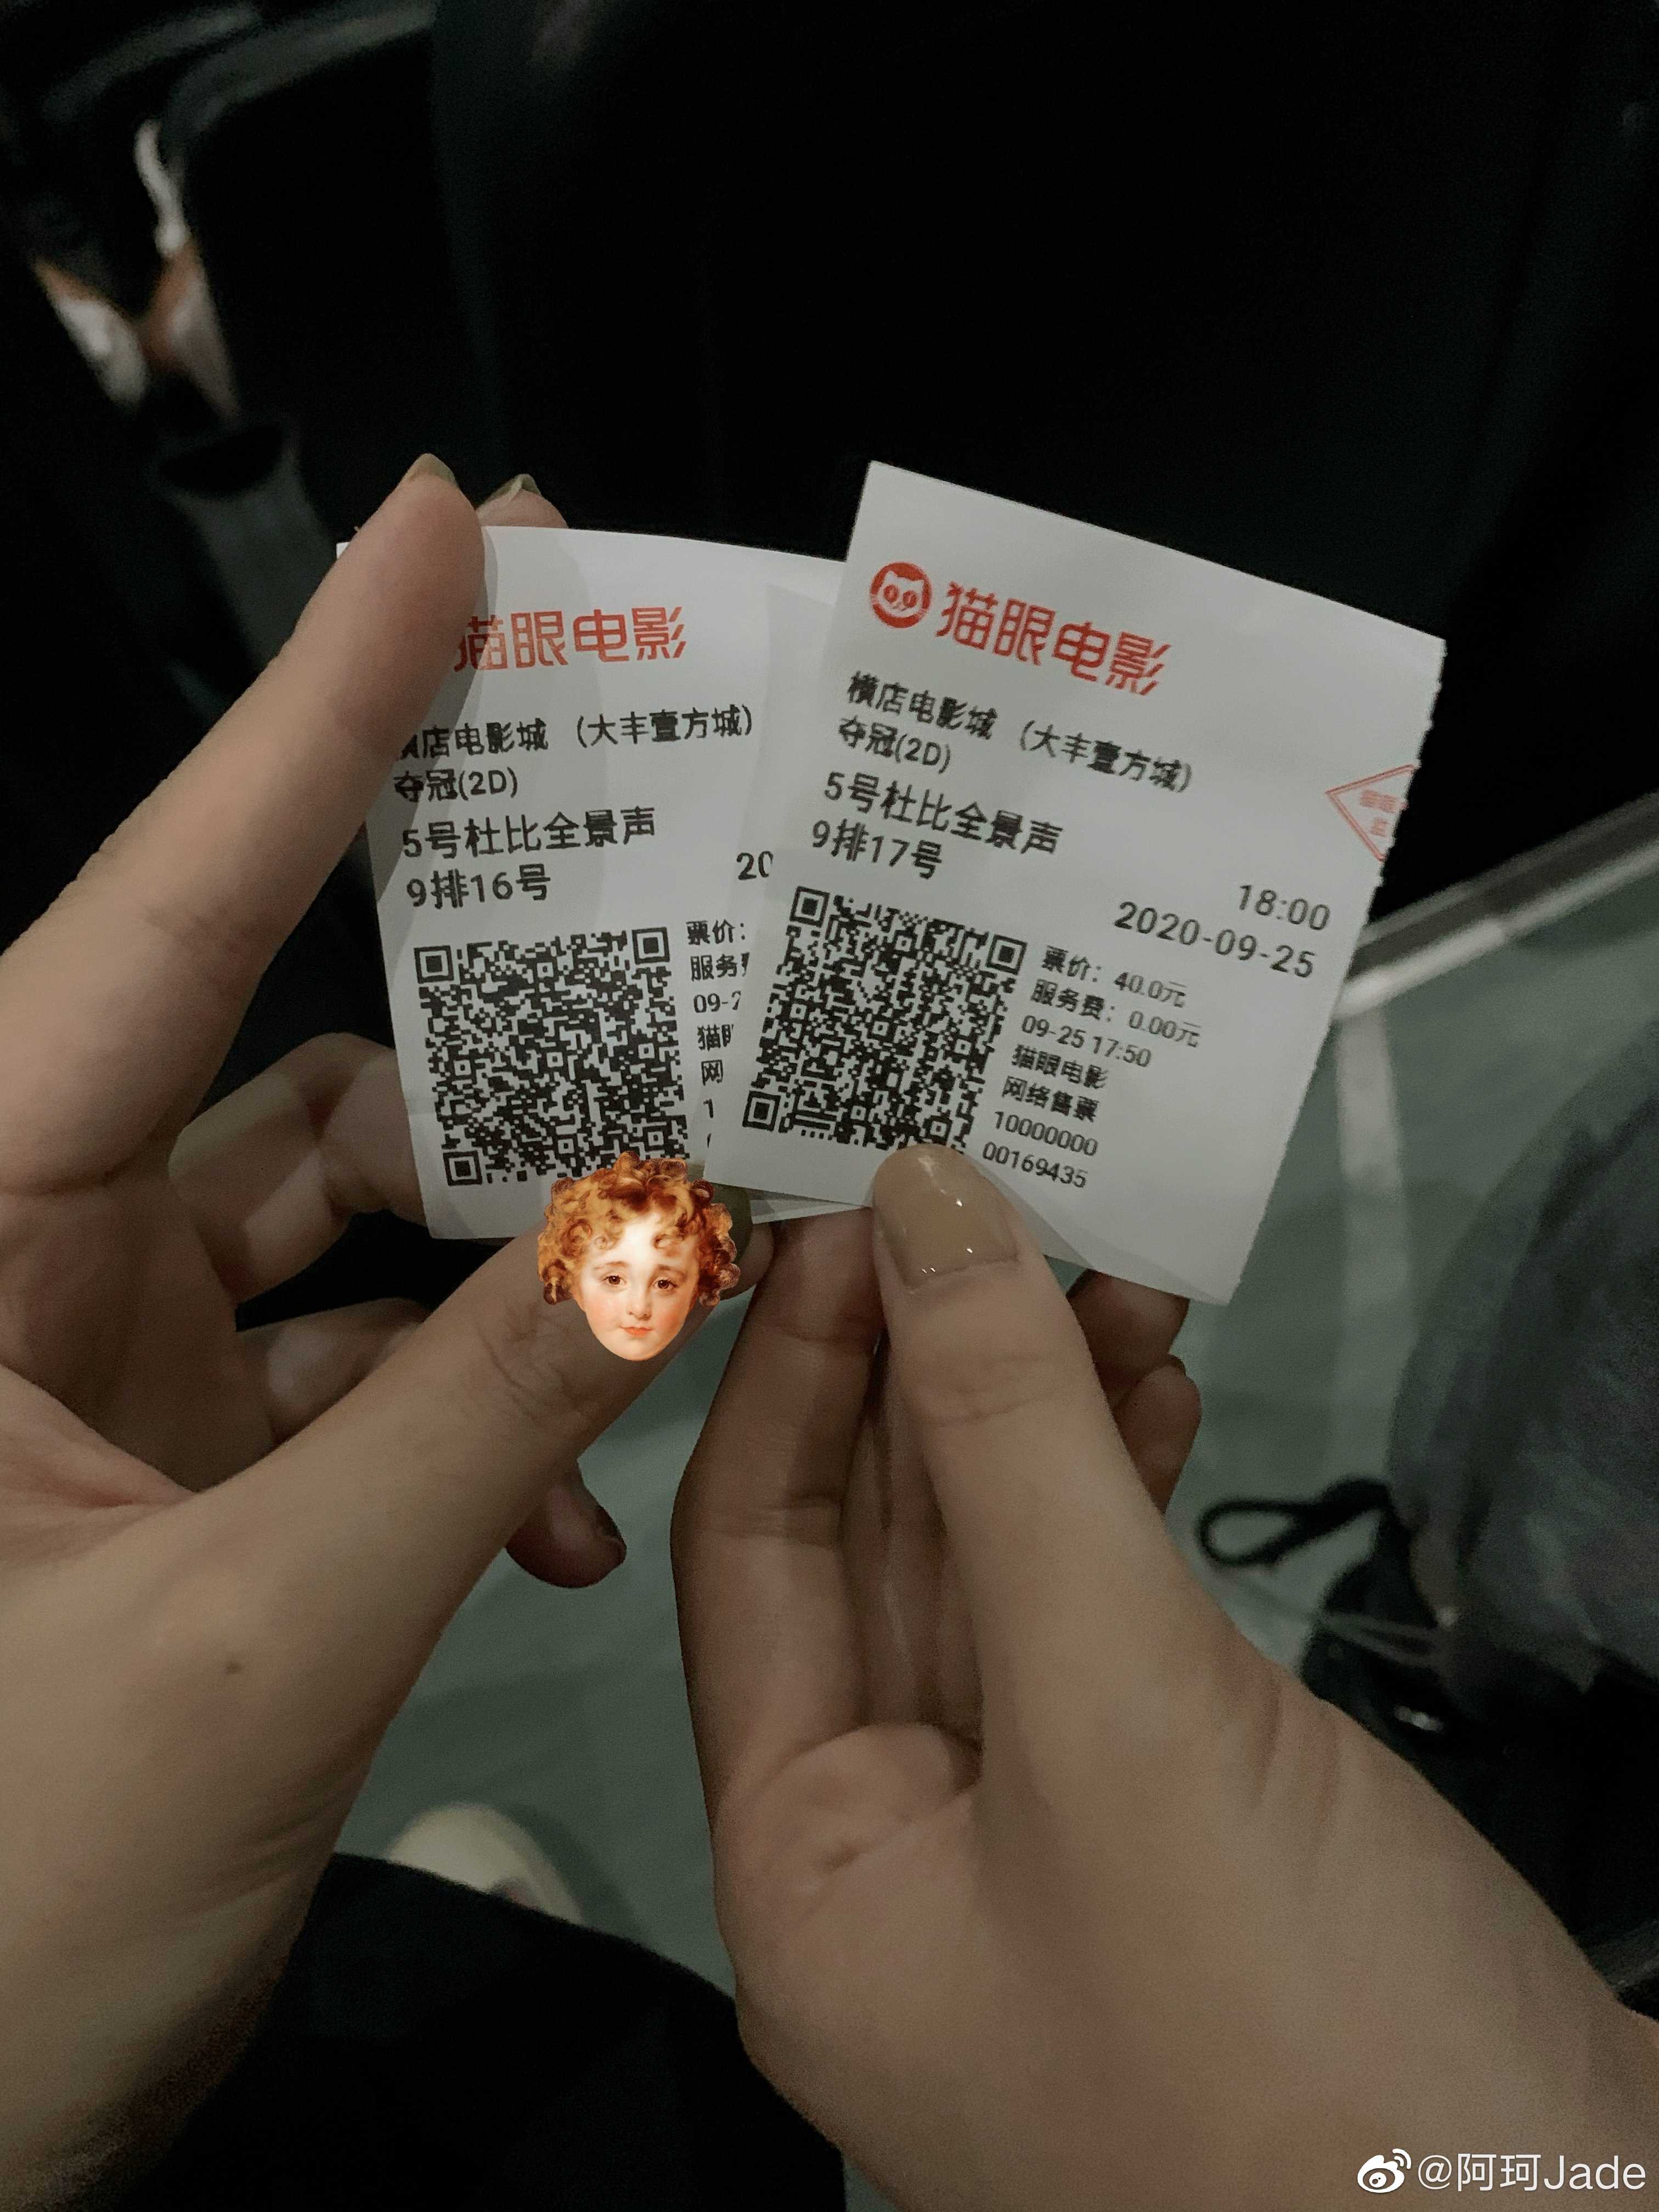 猫眼电影
横店电影城 （大丰壹方城）
夺冠(2D)
5号杜比全景声
9排16号
20
票价：
服务
09-2
猫
网
1
猫眼电影
横店电影城 （大丰壹方城）
夺冠(2D)
5号杜比全景声
9排17号
18:00
2020-09-25
票价：40.0元
服务费：0.00元
09-25 17:50
猫眼电影
网络售票
10000000
00169435
@阿珂Jade